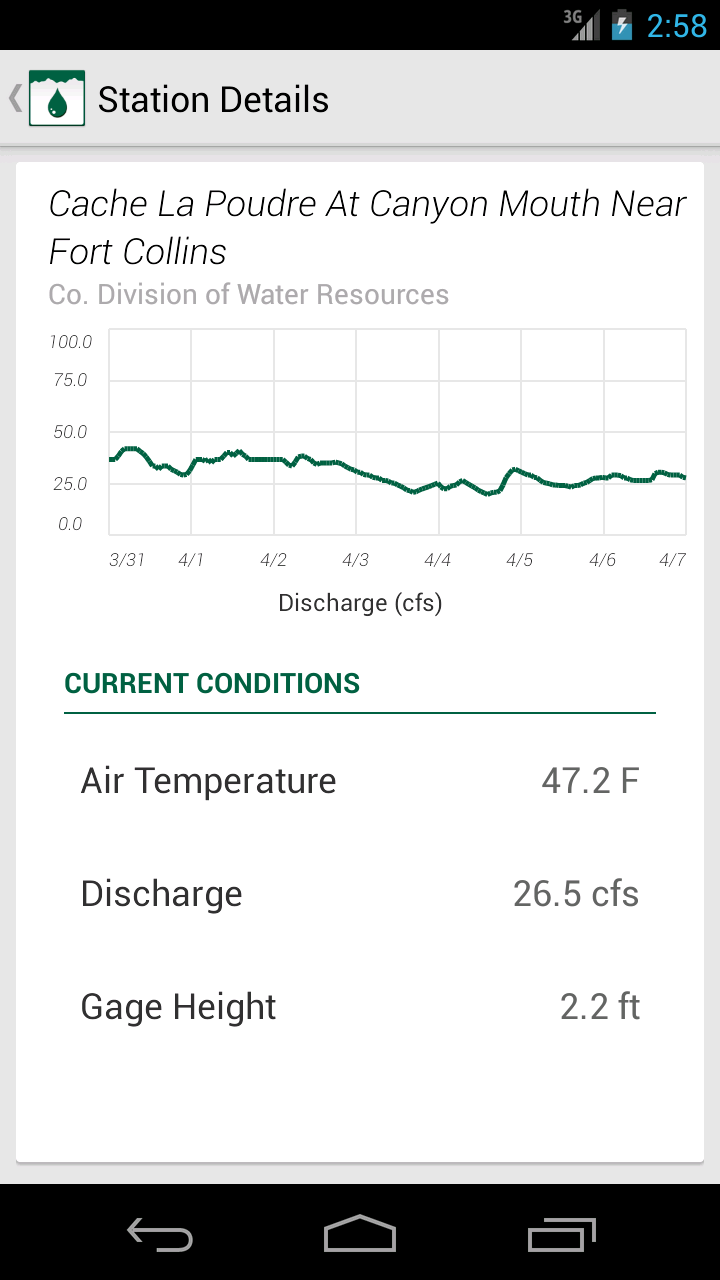 3G 2:58
Station Details
Cache La Poudre At Canyon Mouth Near
Fort Collins
Co. Division of Water Resources
100.0
75.0
50.0
25.0
0.0
3/31 4/1 4/2 4/3 4/4 4/5 4/6 4/7
Discharge (cfs)
CURRENT CONDITIONS
Air Temperature 47.2 F
Discharge 26.5 cfs
Gage Height 2.2 ft